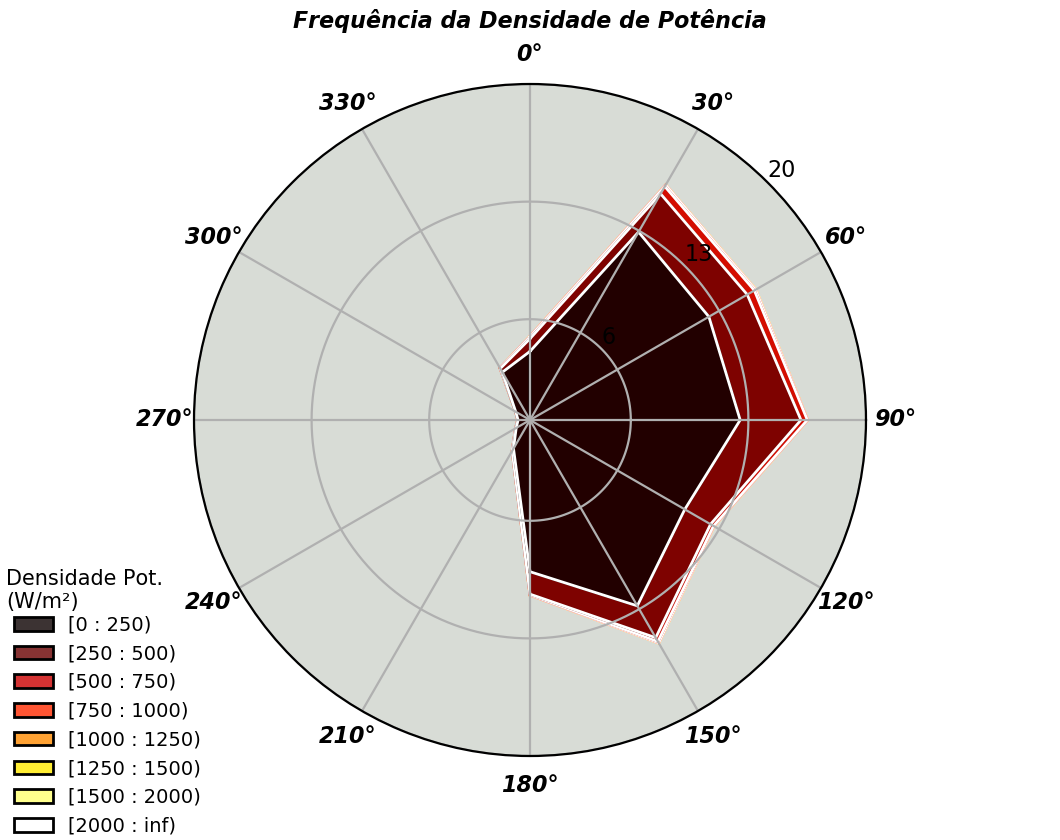 Frequência da Densidade de Potência
0°
330°
30°
20
300°
60°
13
6
270°
90°
240°
120°
210°
150°
180°
Densidade Pot.
(W/m²)
[0 : 250)
[250 : 500)
[500 : 750)
[750 : 1000)
[1000 : 1250)
[1250 : 1500)
[1500 : 2000)
[2000 : inf)